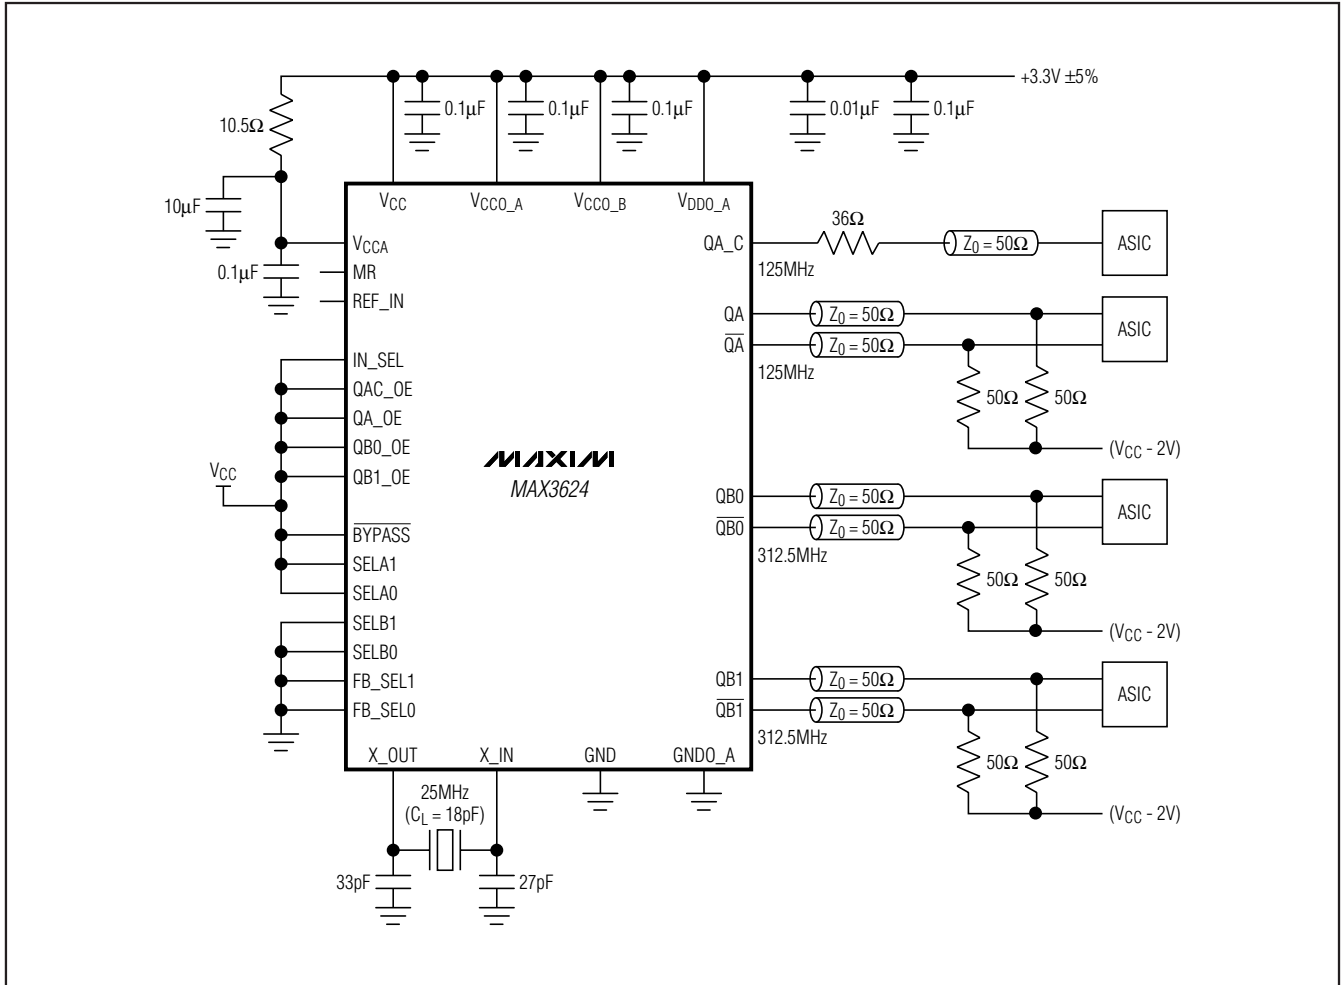 +3.3V ±5%
0.1µF
0.1µF
0.1µF
0.01µF
0.1µF
10.5Ω
10µF
0.1µF
VCC
VCCO_A
VCCO_B
VDDO_A
VCCA
MR
REF_IN
IN_SEL
QAC_OE
QA_OE
QB0_OE
QB1_OE
VCC
BYPASS
SELA1
SELA0
SELB1
SELB0
FB_SEL1
FB_SEL0
MAXIM
MAX3624
X_OUT
X_IN
GND
GNDO_A
25MHz
(CL = 18pF)
33pF
27pF
QA_C
125MHz
36Ω
Z0 = 50Ω
ASIC
QA
Z0 = 50Ω
QA
Z0 = 50Ω
125MHz
ASIC
50Ω
50Ω
(VCC - 2V)
QB0
Z0 = 50Ω
QB0
Z0 = 50Ω
312.5MHz
ASIC
50Ω
50Ω
(VCC - 2V)
QB1
Z0 = 50Ω
QB1
Z0 = 50Ω
312.5MHz
ASIC
50Ω
50Ω
(VCC - 2V)